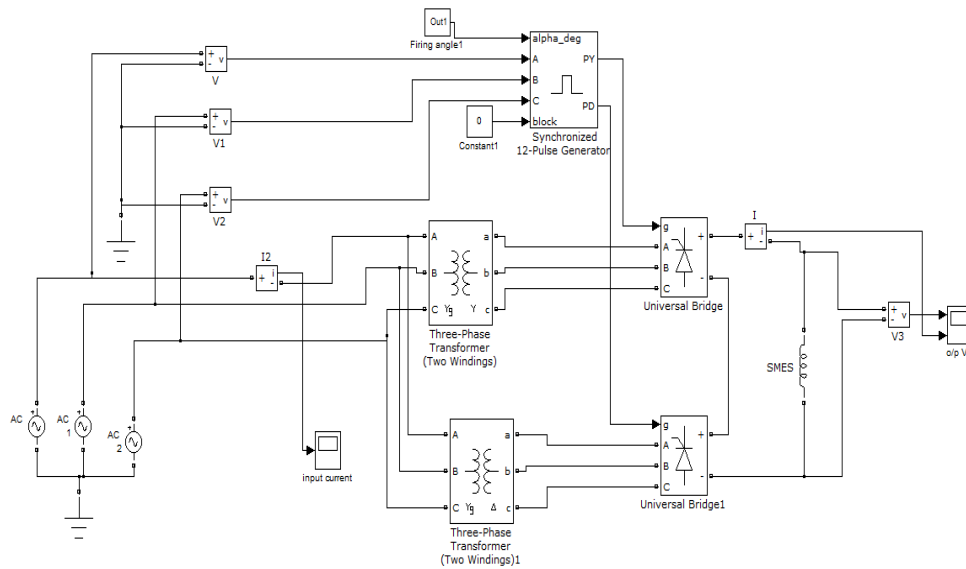 Out1
Firing angle1
alpha_deg
A
B
C
block
PY
PD
Synchronized
12-Pulse Generator
0
Constant1
+
-
v
V
+
-
v
V1
+
-
v
V2
I2
+
i
-
A
B
C
Yg
Y
a
b
c
Three-Phase
Transformer
(Two Windings)
g
A
B
C
+
-
Universal Bridge
I
+
i
-
+
-
v
V3
o/p V
SMES
AC
AC
1
AC
2
+
+
+
input current
A
B
C
Yg
Δ
a
b
c
Three-Phase
Transformer
(Two Windings)1
g
A
B
C
+
-
Universal Bridge1